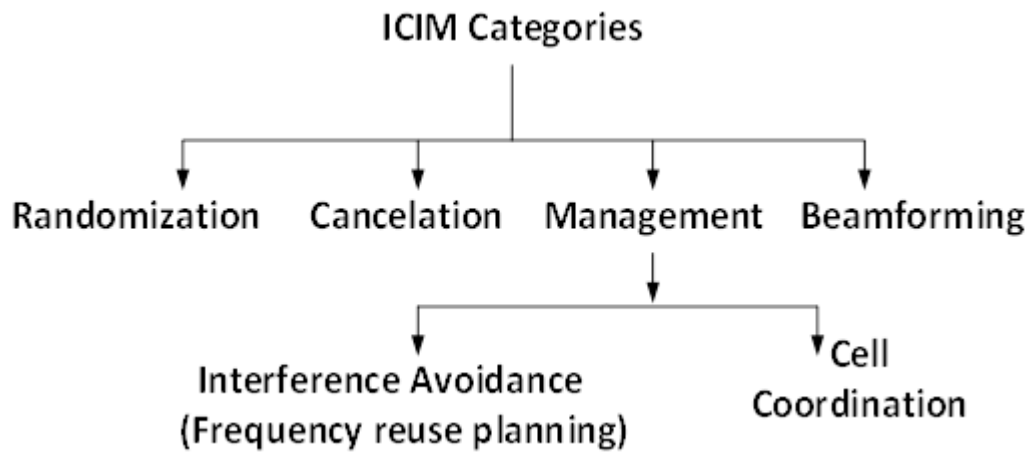 ICIM Categories
Randomization Cancelation Management Beamforming
Interference Avoidance
(Frequency reuse planning)
Cell
Coordination